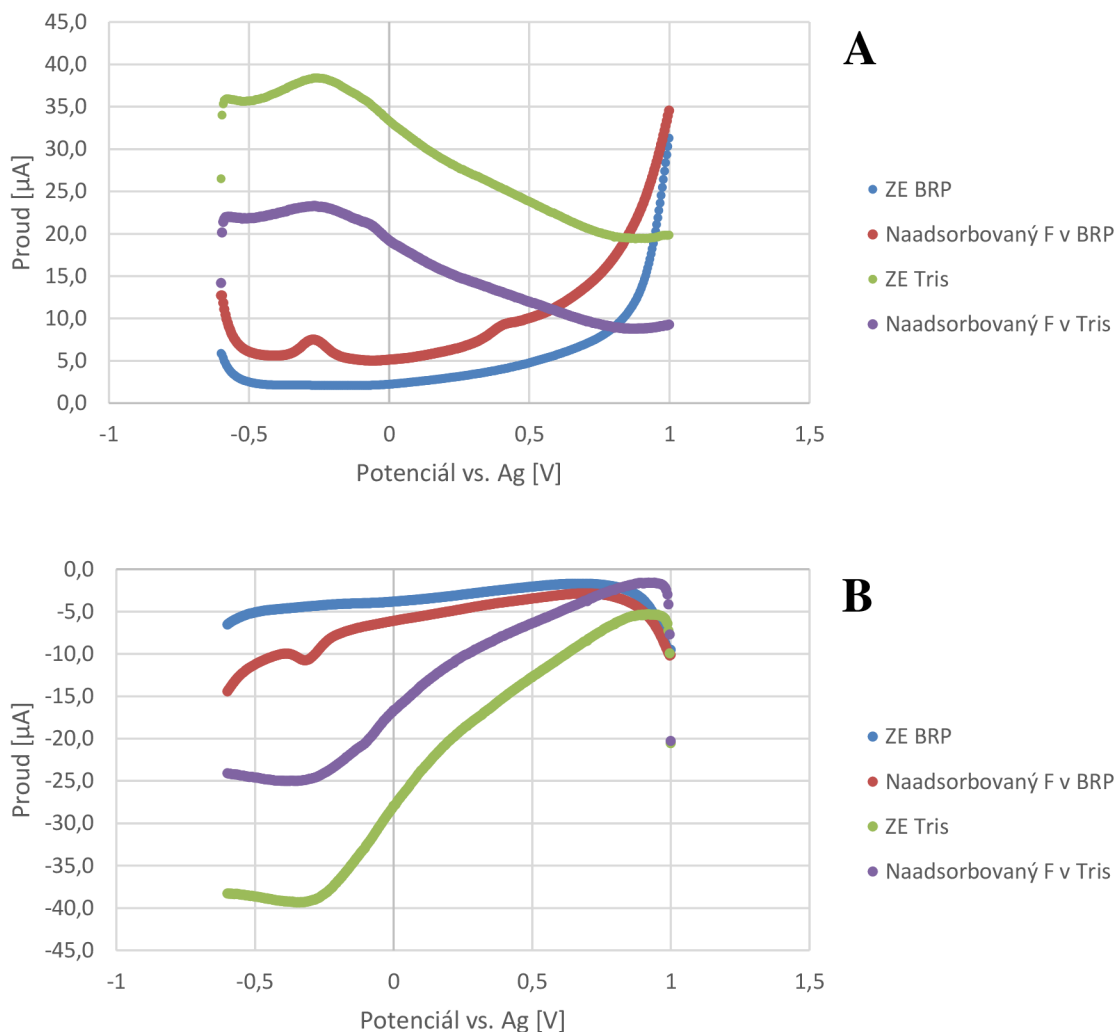 45,0
40,0
35,0
30,0
25,0
20,0
15,0
10,0
5,0
0,0
Proud [µA]
-1
-0,5
0
0,5
1
1,5
Potenciál vs. Ag [V]
A
ZE BRP
Naadsorbovaný F v BRP
ZE Tris
Naadsorbovaný F v Tris
0,0
-5,0
-10,0
-15,0
-20,0
-25,0
-30,0
-35,0
-40,0
-45,0
Proud [µA]
-1
-0,5
0
0,5
1
1,5
Potenciál vs. Ag [V]
B
ZE BRP
Naadsorbovaný F v BRP
ZE Tris
Naadsorbovaný F v Tris